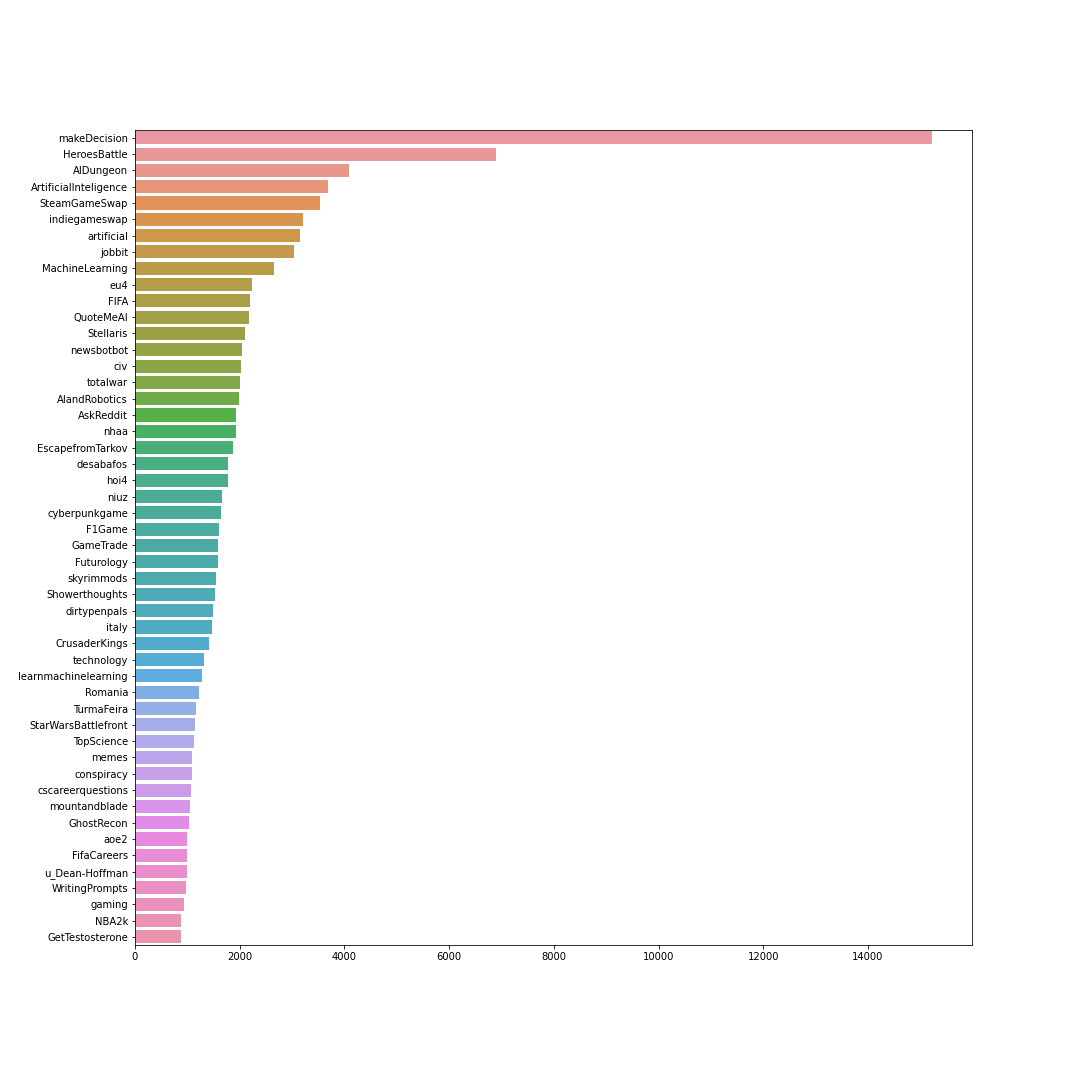 makeDecision
HeroesBattle
AIDungeon
ArtificialInteligence
SteamGameSwap
indiegameswap
artificial
jobbit
MachineLearning
eu4
FIFA
QuoteMeAI
Stellaris
newsbotbot
civ
totalwar
AIandRobotics
AskReddit
nhaa
EscapefromTarkov
desabafos
hoi4
niuz
cyberpunkgame
F1Game
GameTrade
Futurology
skyrimmods
Showerthoughts
dirtypenpals
italy
CrusaderKings
technology
learnmachinelearning
Romania
TurmaFeira
StarWarsBattlefront
TopScience
memes
conspiracy
cscareerquestions
mountandblade
GhostRecon
aoe2
FifaCareers
u_Dean-Hoffman
WritingPrompts
gaming
NBA2k
GetTestosterone
0 2000 4000 6000 8000 10000 12000 14000